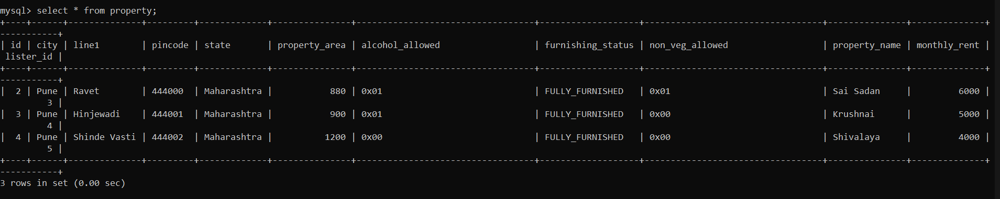 mysql> select * from property;
+----+------+--------------+---------+-------------+---------------+----------------------------------+-------------------+----------------------------------+---------------+--------------+
-----------+
| id | city | line1        | pincode | state       | property_area | alcohol_allowed                  | furnishing_status | non_veg_allowed                  | property_name | monthly_rent |
 lister_id |
+----+------+--------------+---------+-------------+---------------+----------------------------------+-------------------+----------------------------------+---------------+--------------+
-----------+
|  2 | Pune | Ravet        | 444000  | Maharashtra |           880 | 0x01                             | FULLY_FURNISHED   | 0x01                             | Sai Sadan     |         6000 |
         3 |
|  3 | Pune | Hinjewadi    | 444001  | Maharashtra |           900 | 0x01                             | FULLY_FURNISHED   | 0x00                             | Krushnai      |         5000 |
         4 |
|  4 | Pune | Shinde Vasti | 444002  | Maharashtra |          1200 | 0x00                             | FULLY_FURNISHED   | 0x00                             | Shivalaya     |         4000 |
         5 |
+----+------+--------------+---------+-------------+---------------+----------------------------------+-------------------+----------------------------------+---------------+--------------+
-----------+
3 rows in set (0.00 sec)